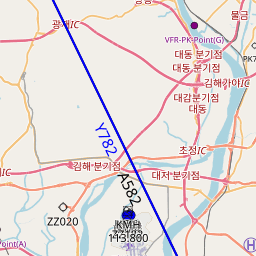 물금
광재IC
VFR-PK-Point(G)
대동 분기점
대동 분기점
PK7
김해가야IC
대감분기점
대동
Y782
초정IC
김해 분기점
대저 분기점
A582
ZZ020
KMH
113.800
Point(A)
H